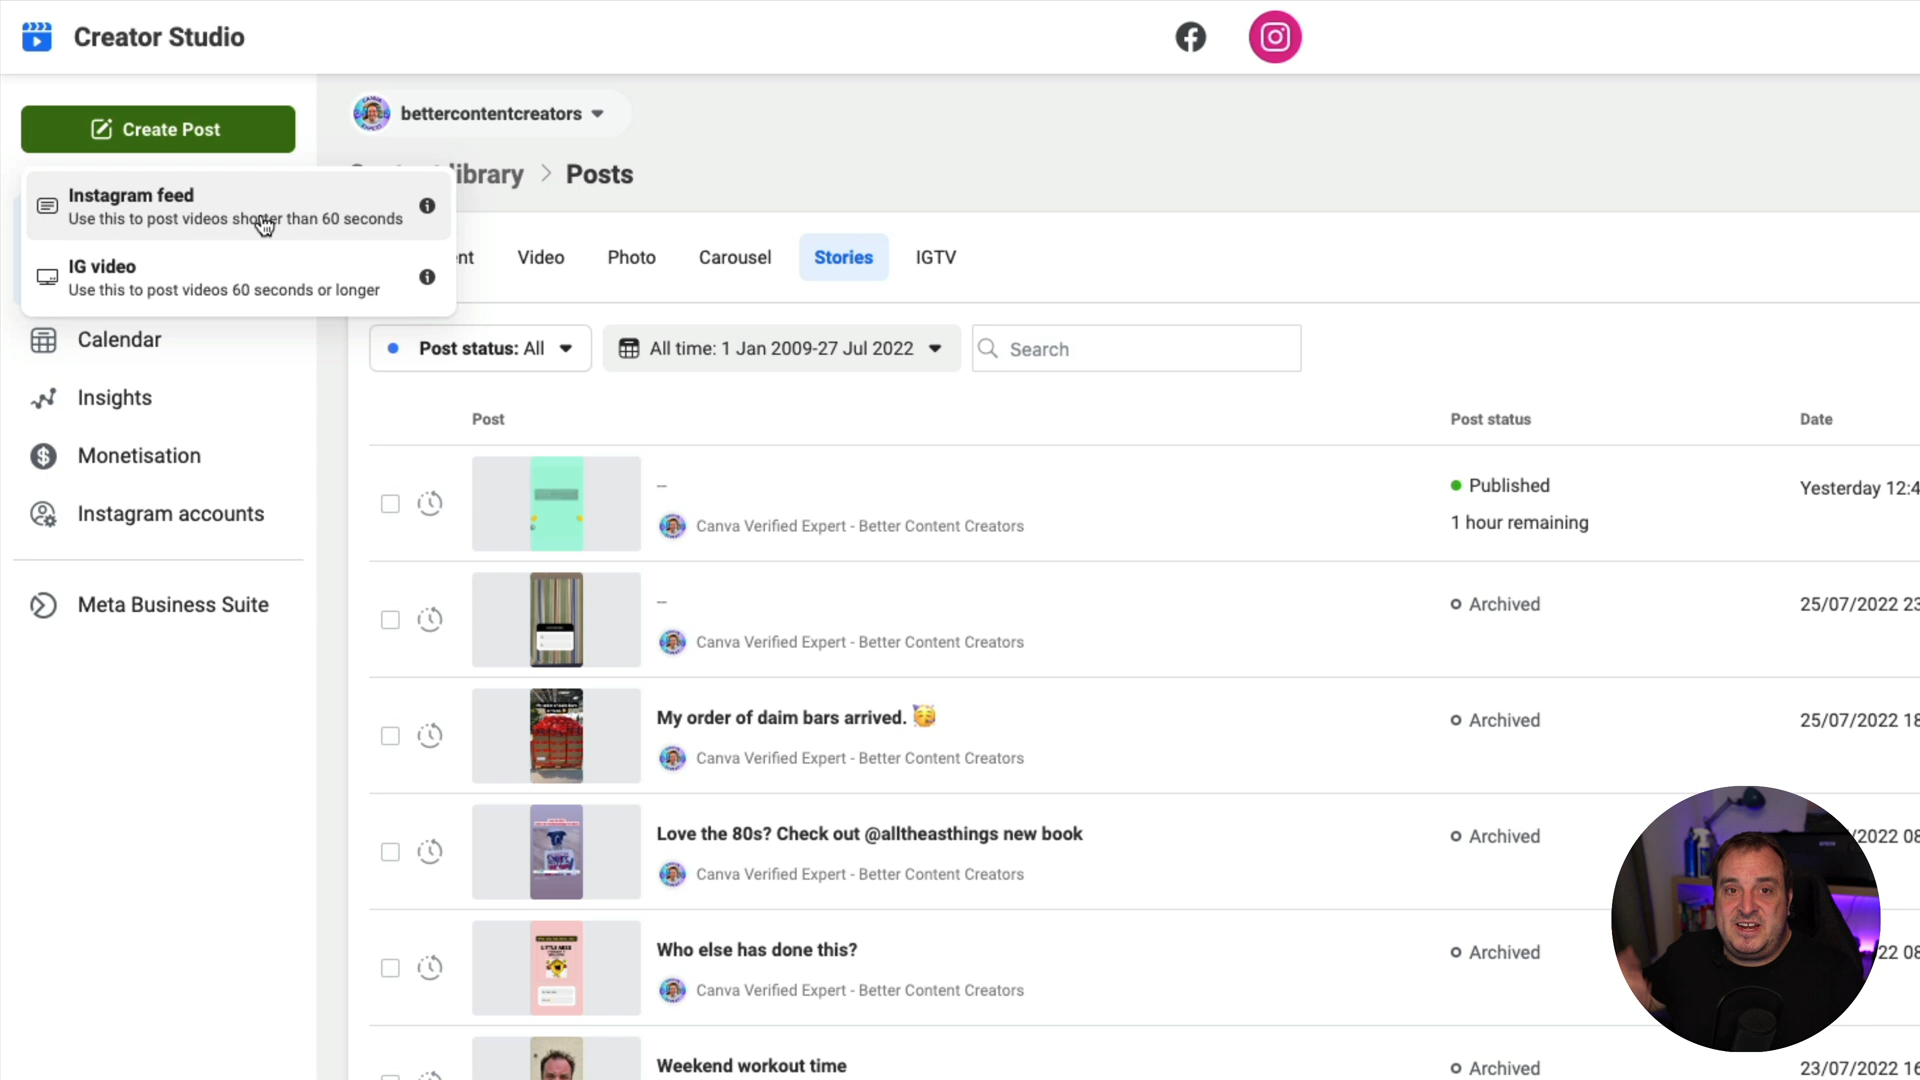 Creator Studio
Create Post
bettercontentcreators
library > Posts
Instagram feed
Use this to post videos shorter than 60 seconds
IG video
Use this to post videos 60 seconds or longer
nt Video Photo Carousel Stories IGTV
Calendar
Insights
Monetisation
Instagram accounts
Meta Business Suite
Post status: All
All time: 1 Jan 2009-27 Jul 2022
Search
Post Post status Date
--
Canva Verified Expert - Better Content Creators
Published
1 hour remaining
Yesterday 12:4
--
Canva Verified Expert - Better Content Creators
Archived
25/07/2022 23
My order of daim bars arrived. 🥳
Canva Verified Expert - Better Content Creators
Archived
25/07/2022 18
Love the 80s? Check out @alltheasthings new book
Canva Verified Expert - Better Content Creators
Archived
/2022 08
Who else has done this?
Canva Verified Expert - Better Content Creators
Archived
22 08
Weekend workout time
Archived
23/07/2022 16